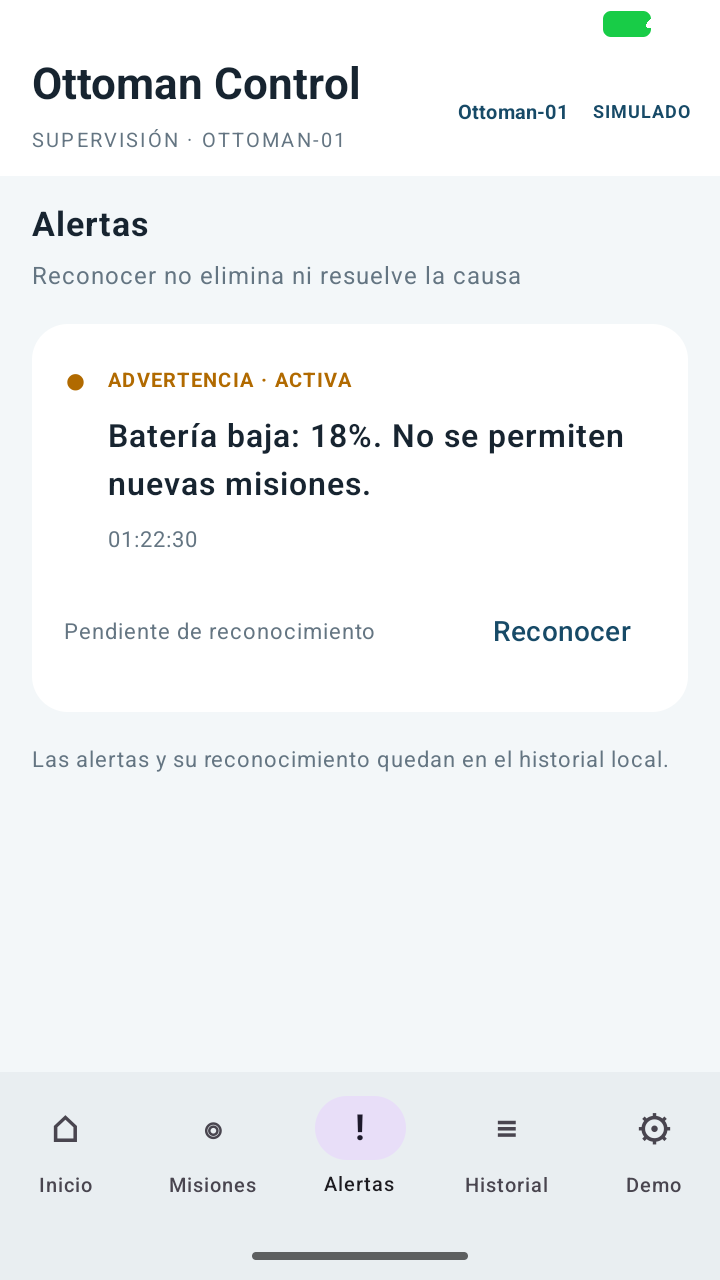 Ottoman Control
SUPERVISIÓN · OTTOMAN-01
Ottoman-01 SIMULADO
Alertas
Reconocer no elimina ni resuelve la causa
ADVERTENCIA · ACTIVA
Batería baja: 18%. No se permiten
nuevas misiones.
01:22:30
Pendiente de reconocimiento
Reconocer
Las alertas y su reconocimiento quedan en el historial local.
!
Inicio
Misiones
Alertas
Historial
Demo